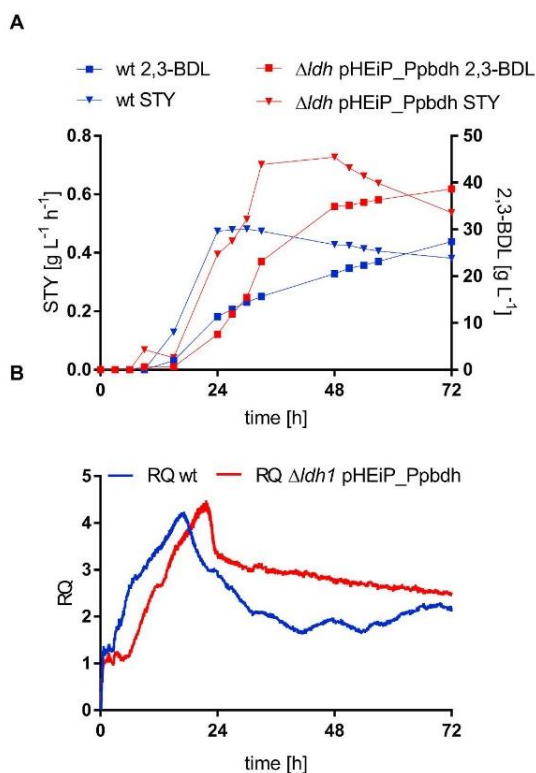 A
wt 2,3-BDL
Δldh pHEiP_Ppbdh 2,3-BDL
wt STY
Δldh pHEiP_Ppbdh STY
0.8
0.6
0.4
0.2
0.0
STY [g L⁻¹ h⁻¹]
50
40
30
20
10
0
2,3-BDL [g L⁻¹]
0 24 48 72
time [h]
B
RQ wt
RQ Δldh1 pHEiP_Ppbdh
5
4
3
2
1
0
RQ
0 24 48 72
time [h]